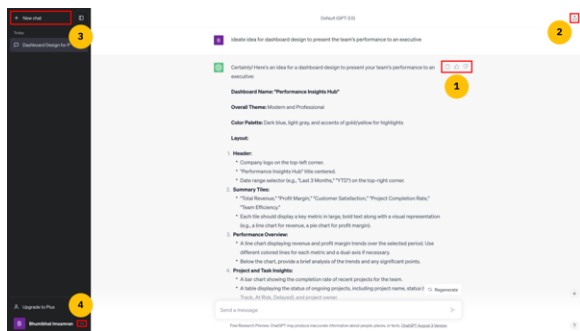 + New chat
Today
Dashboard Design for P
3
Upgrade to Plus
4
B Bhumibhat Imsamran
Default (GPT-3.5)
2
B ideate idea for dashboard design to present the team's performance to an executive
Certainly! Here's an idea for a dashboard design to present your team's performance to an
executive:
1
Dashboard Name: "Performance Insights Hub"
Overall Theme: Modern and Professional
Color Palette: Dark blue, light gray, and accents of gold/yellow for highlights
Layout:
1. Header:
• Company logo on the top-left corner.
• "Performance Insights Hub" title centered.
• Date range selector (e.g., "Last 3 Months," "YTD") on the top-right corner.
2. Summary Tiles:
• "Total Revenue," "Profit Margin," "Customer Satisfaction," "Project Completion Rate,"
"Team Efficiency."
• Each tile should display a key metric in large, bold text along with a visual representation
(e.g., a line chart for revenue, a pie chart for profit margin).
3. Performance Overview:
• A line chart displaying revenue and profit margin trends over the selected period. Use
different colored lines for each metric and a dual-axis if necessary.
• Below the chart, provide a brief analysis of the trends and any significant points.
4. Project and Task Insights:
• A bar chart showing the completion rate of recent projects for the team.
• A table displaying the status of ongoing projects, including project name, status
Track, At Risk, Delayed), and project owner.
Regenerate
Send a message
Free Research Preview. ChatGPT may produce inaccurate information about people, places, or facts. ChatGPT August 3 Version
?